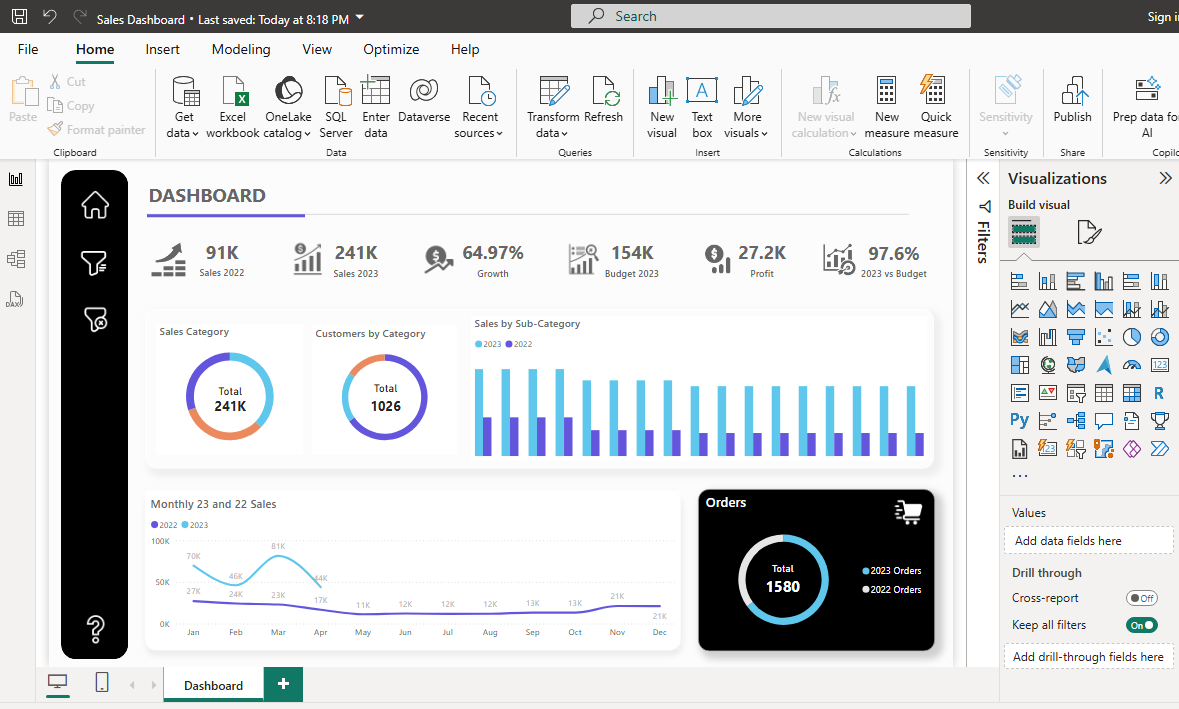 Sales Dashboard • Last saved: Today at 8:18 PM
Search
Sign i
File Home Insert Modeling View Optimize Help
Paste
Cut
Copy
Format painter
Clipboard
Get data
Excel workbook
OneLake catalog
SQL Server
Enter data
Dataverse
Recent sources
Data
Transform data
Refresh
Queries
New visual
Text box
More visuals
Insert
New visual calculation
New measure
Quick measure
Calculations
Sensitivity
Sensitivity
Publish
Share
Prep data fo
AI
Copilo
DASHBOARD
91K
Sales 2022
241K
Sales 2023
64.97%
Growth
154K
Budget 2023
27.2K
Profit
97.6%
2023 vs Budget
Sales Category
Total
241K
Customers by Category
Total
1026
Sales by Sub-Category
2023 2022
Monthly 23 and 22 Sales
2022 2023
100K
50K
0K
70K 46K 81K 44K
27K 24K 23K 17K 11K 12K 12K 12K 13K 13K 21K 21K
Jan Feb Mar Apr May Jun Jul Aug Sep Oct Nov Dec
Orders
Total
1580
2023 Orders
2022 Orders
Filters
Visualizations
Build visual
123
R
Py
123
...
Values
Add data fields here
Drill through
Cross-report Off
Keep all filters On
Add drill-through fields here
DAX
Dashboard
+